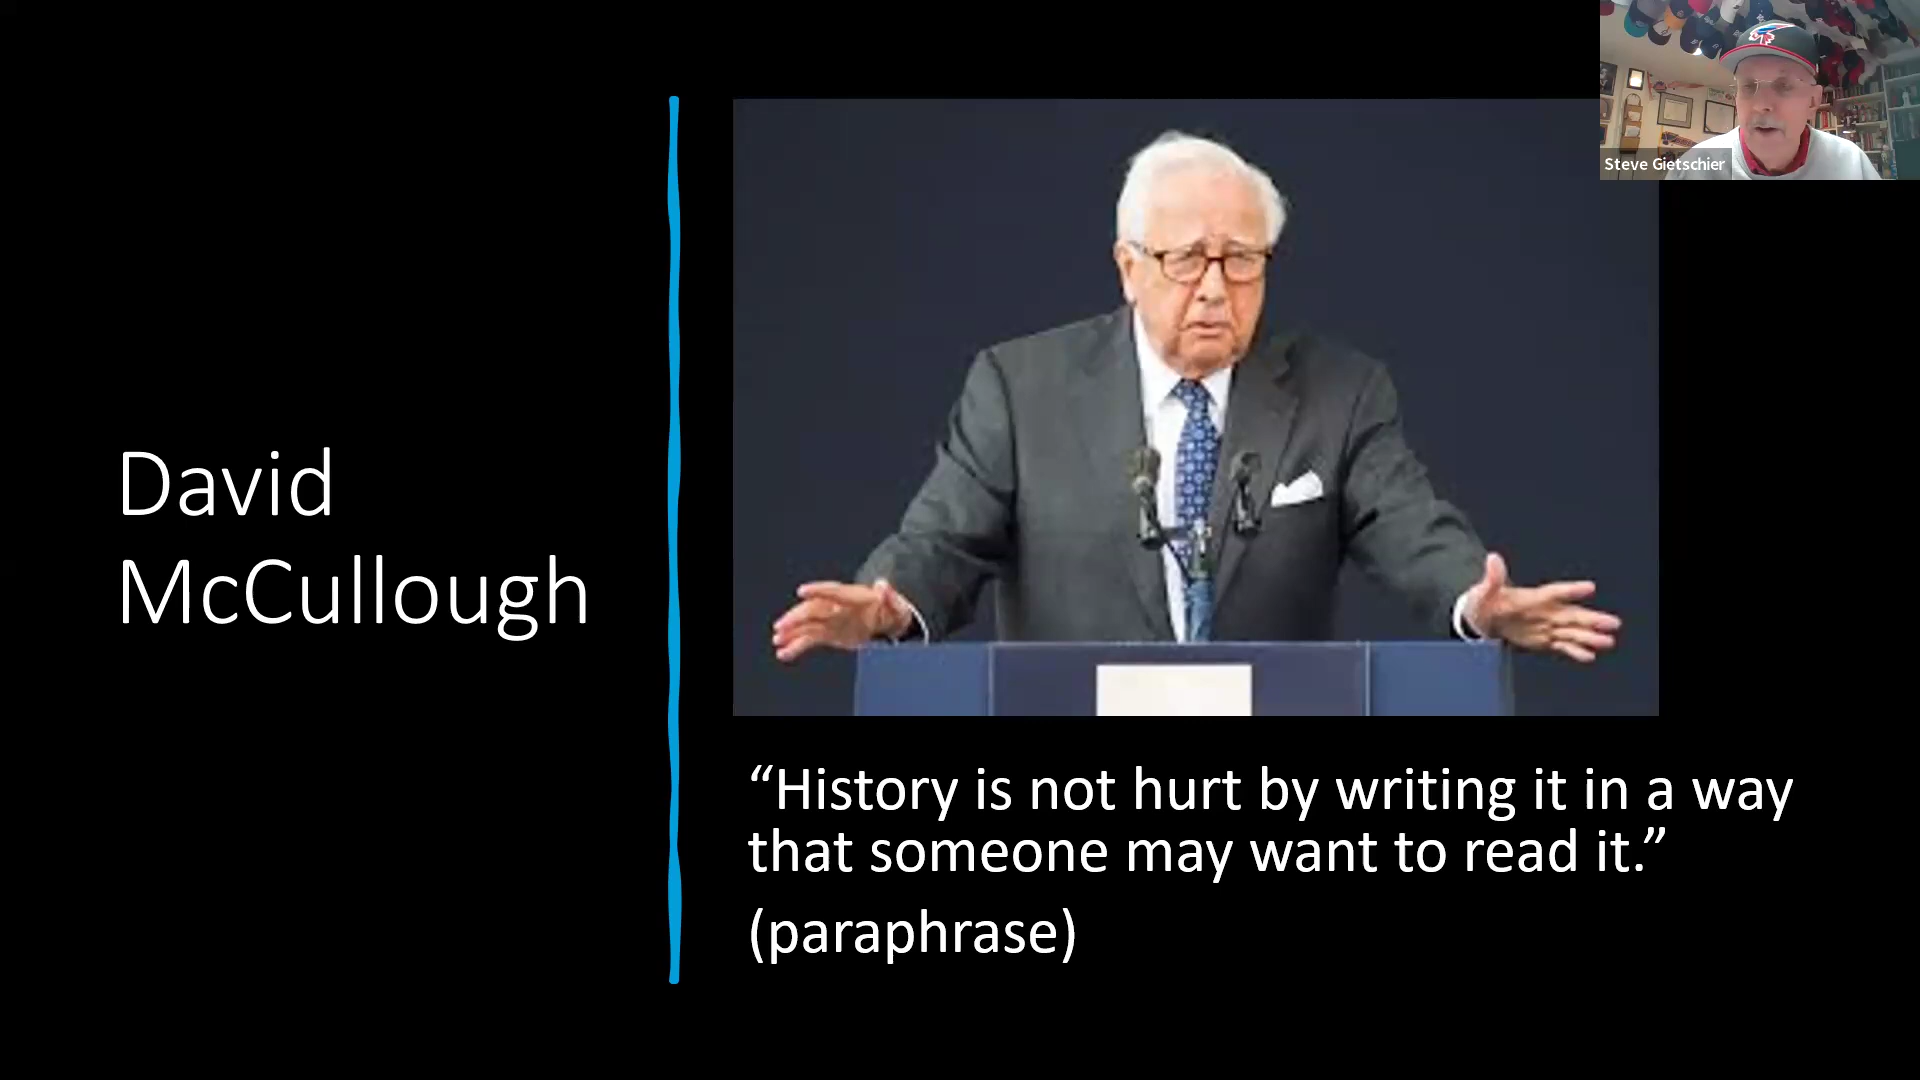 Steve Gietschier
David
McCullough
“History is not hurt by writing it in a way
that someone may want to read it.”
(paraphrase)